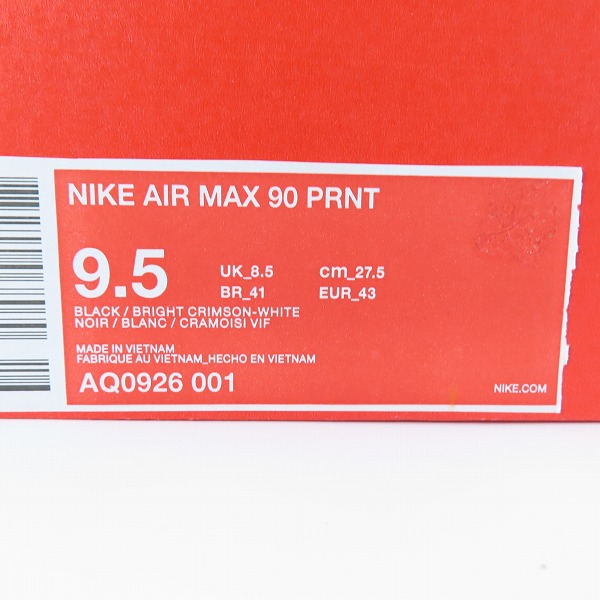 NIKE AIR MAX 90 PRNT
9.5 UK_8.5 cm_27.5
BR_41 EUR_43
BLACK / BRIGHT CRIMSON-WHITE
NOIR / BLANC / CRAMOISI VIF
MADE IN VIETNAM
FABRIQUE AU VIETNAM_HECHO EN VIETNAM
AQ0926 001 NIKE.COM